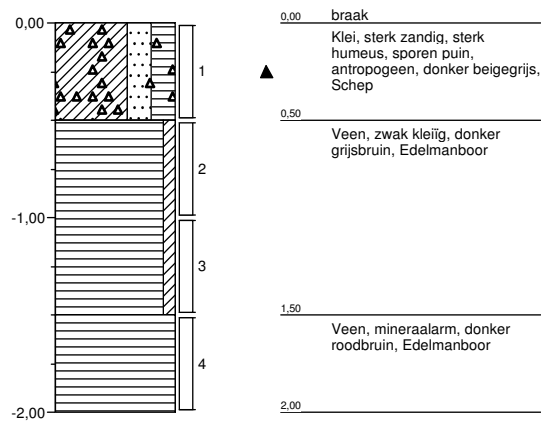 0,00
-1,00
-2,00
1
2
3
4
0,00 braak
Klei, sterk zandig, sterk
humeus, sporen puin,
antropogeen, donker beigegrijs,
Schep
0,50
Veen, zwak kleiïg, donker
grijsbruin, Edelmanboor
1,50
Veen, mineraalarm, donker
roodbruin, Edelmanboor
2,00